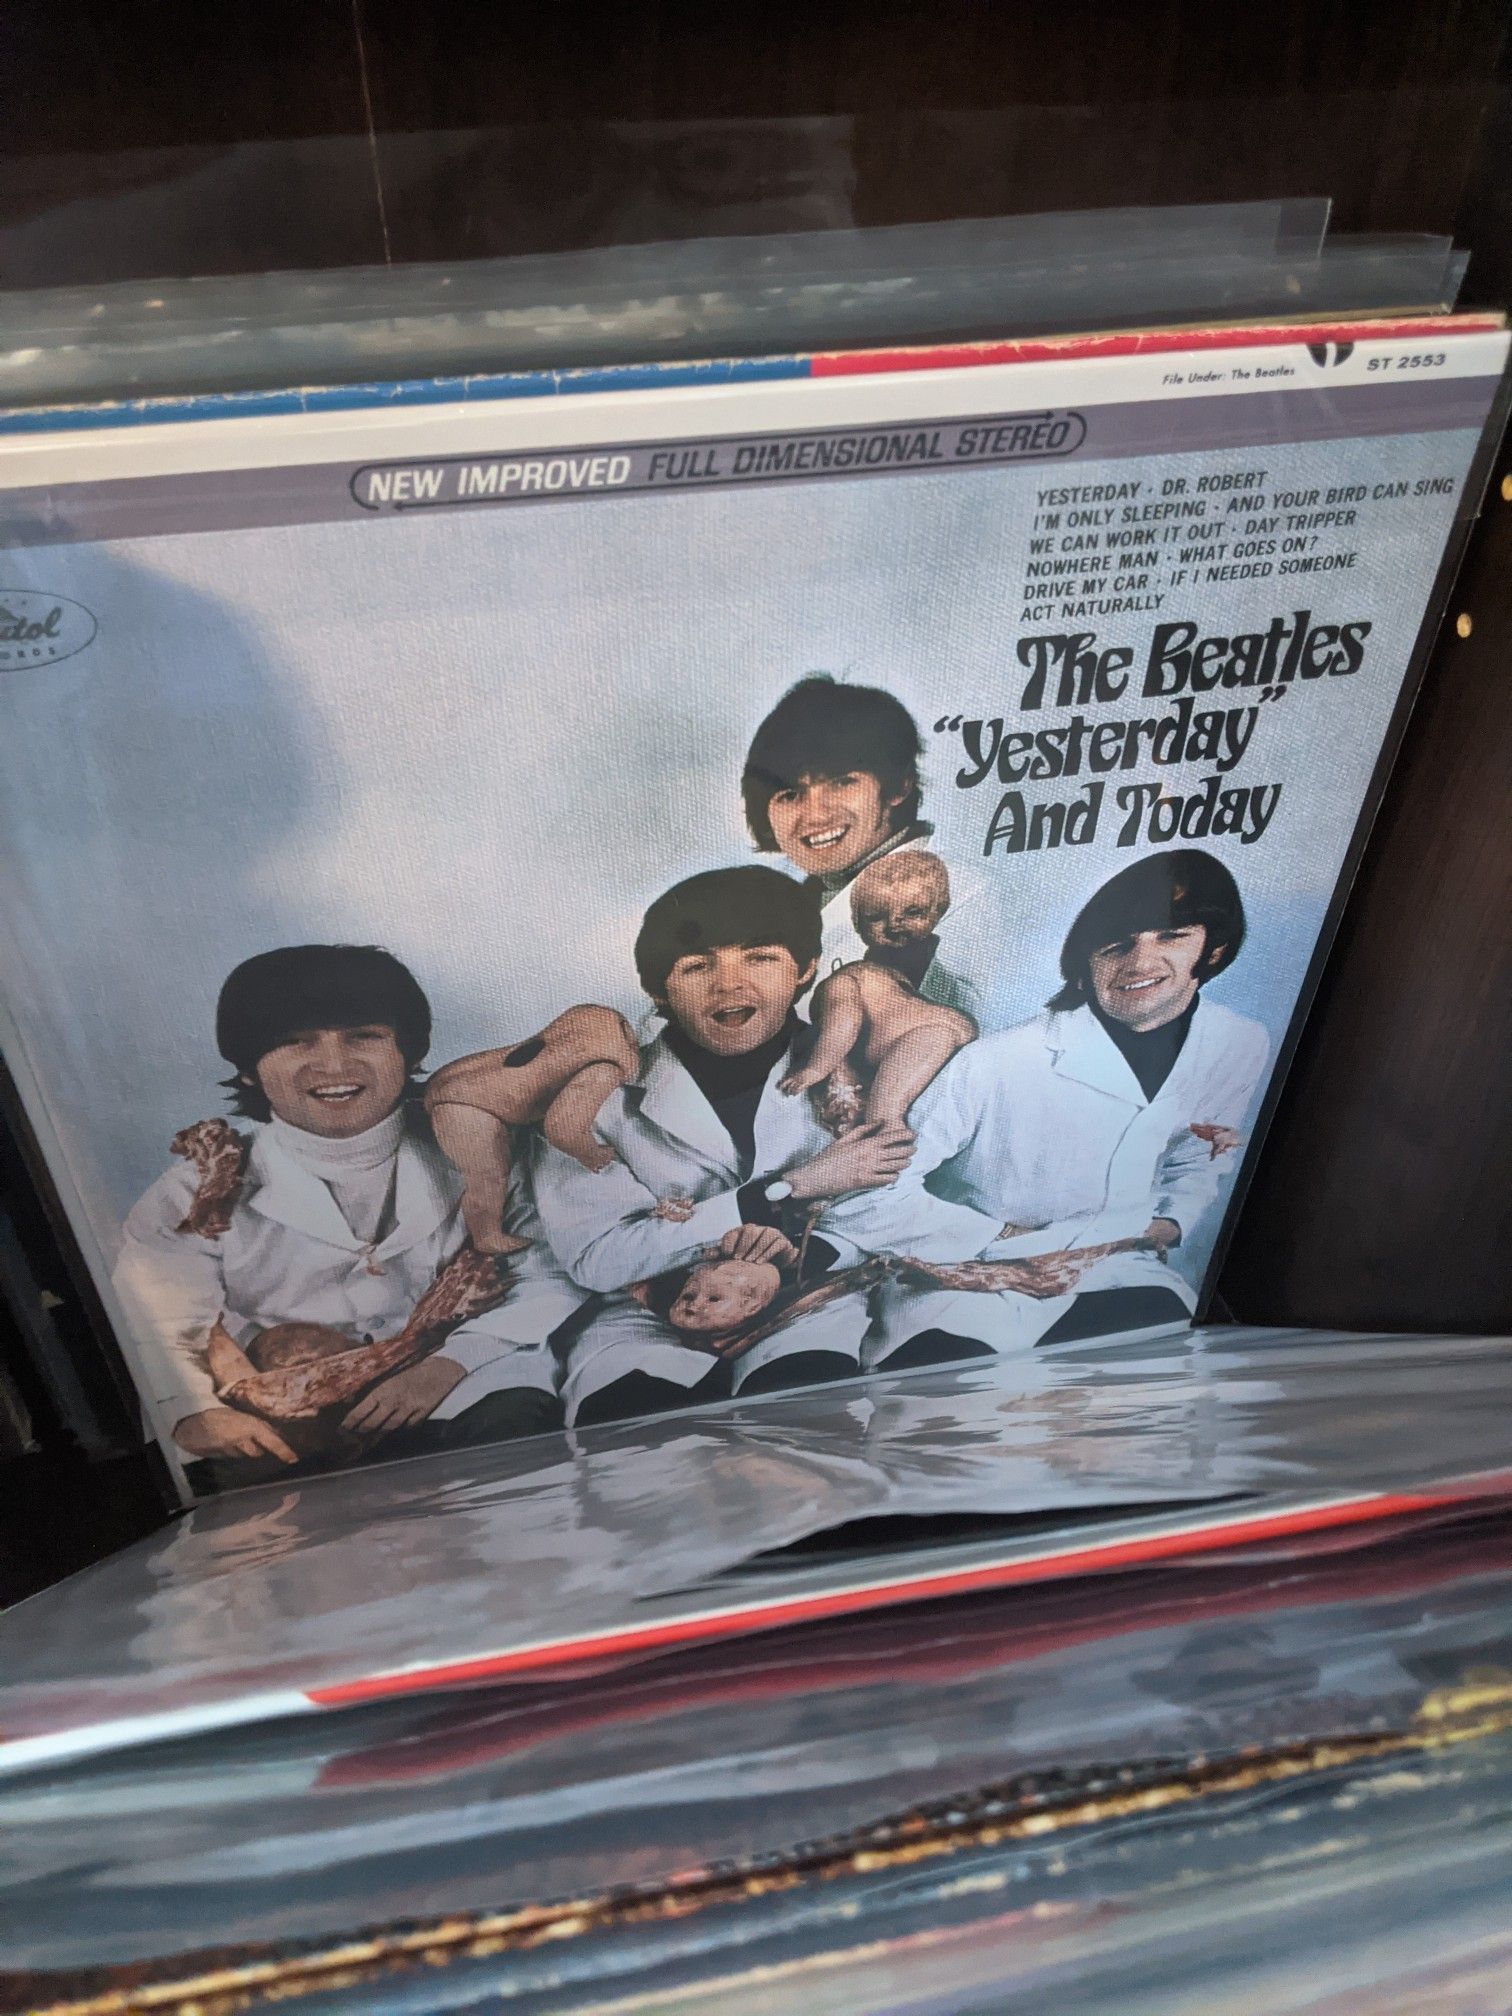 File Under: The Beatles
ST 2553
NEW IMPROVED FULL DIMENSIONAL STEREO
YESTERDAY · DR. ROBERT
I'M ONLY SLEEPING · AND YOUR BIRD CAN SING
WE CAN WORK IT OUT · DAY TRIPPER
NOWHERE MAN · WHAT GOES ON?
DRIVE MY CAR · IF I NEEDED SOMEONE
ACT NATURALLY
The Beatles
"Yesterday"
And Today